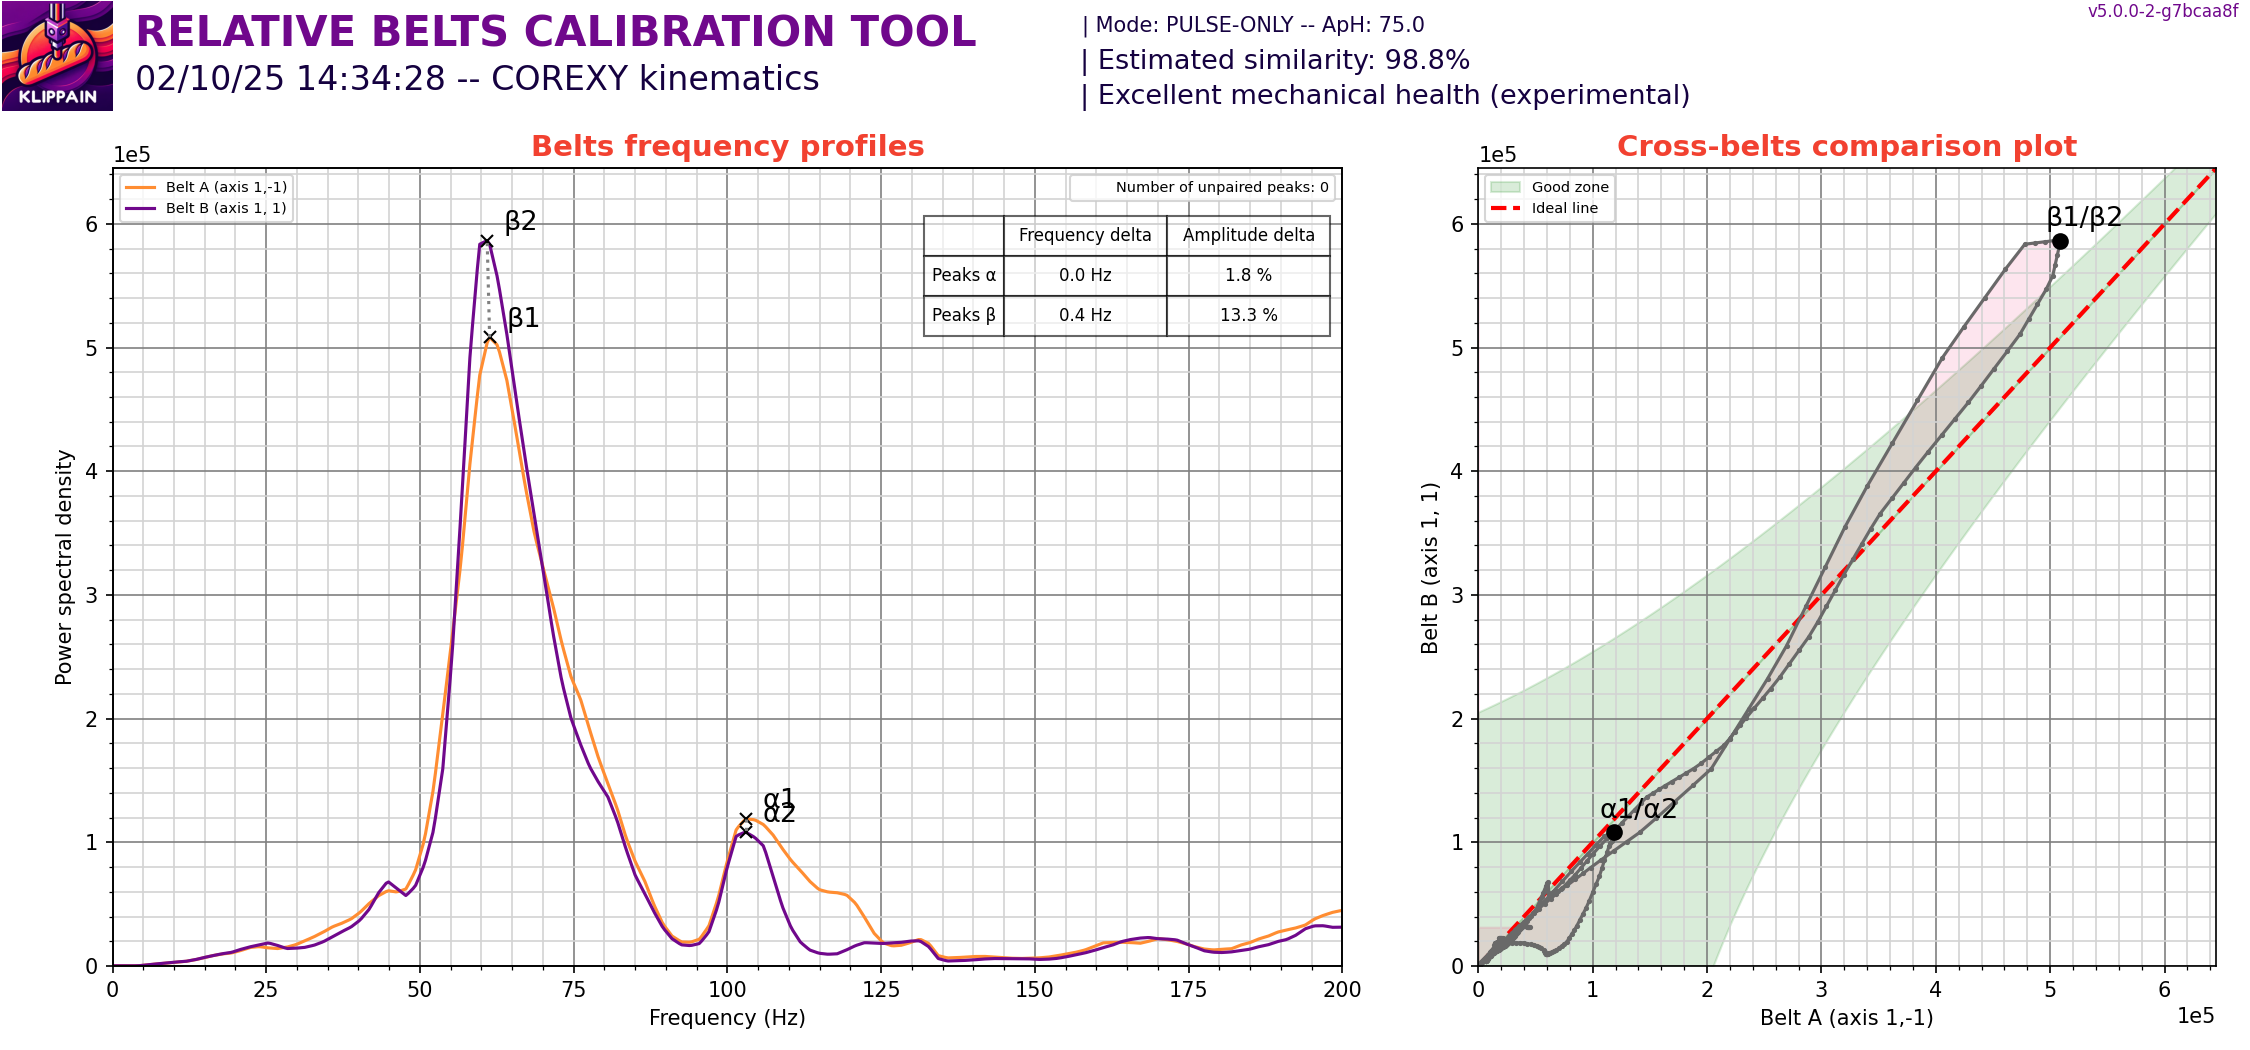 KLIPPAIN
RELATIVE BELTS CALIBRATION TOOL
02/10/25 14:34:28 -- COREXY kinematics
| Mode: PULSE-ONLY -- ApH: 75.0
| Estimated similarity: 98.8%
| Excellent mechanical health (experimental)
v5.0.0-2-g7bcaa8f
Belts frequency profiles
1e5
Belt A (axis 1,-1)
Belt B (axis 1, 1)
Number of unpaired peaks: 0
Frequency delta Amplitude delta
Peaks α 0.0 Hz 1.8 %
Peaks β 0.4 Hz 13.3 %
β2
β1
α1
α2
Power spectral density
6
5
4
3
2
1
0
0 25 50 75 100 125 150 175 200
Frequency (Hz)
Cross-belts comparison plot
1e5
Good zone
Ideal line
β1/β2
α1/α2
Belt B (axis 1, 1)
6
5
4
3
2
1
0
0 1 2 3 4 5 6
1e5
Belt A (axis 1,-1)